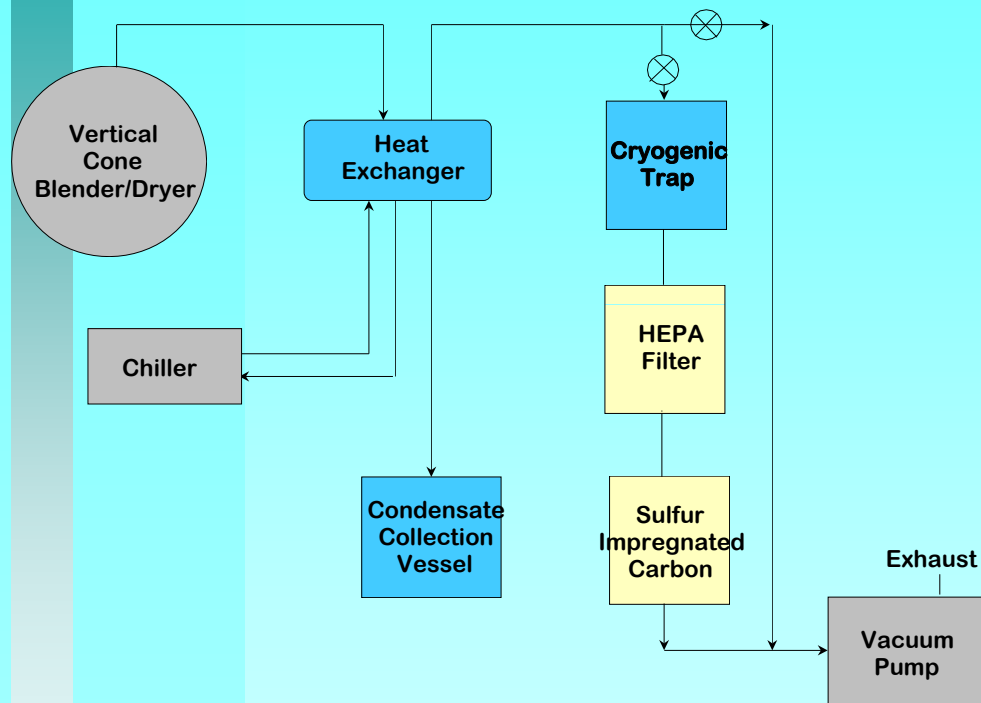 Vertical
Cone
Blender/Dryer
Heat
Exchanger
Cryogenic
Trap
Chiller
HEPA
Filter
Condensate
Collection
Vessel
Sulfur
Impregnated
Carbon
Exhaust
Vacuum
Pump